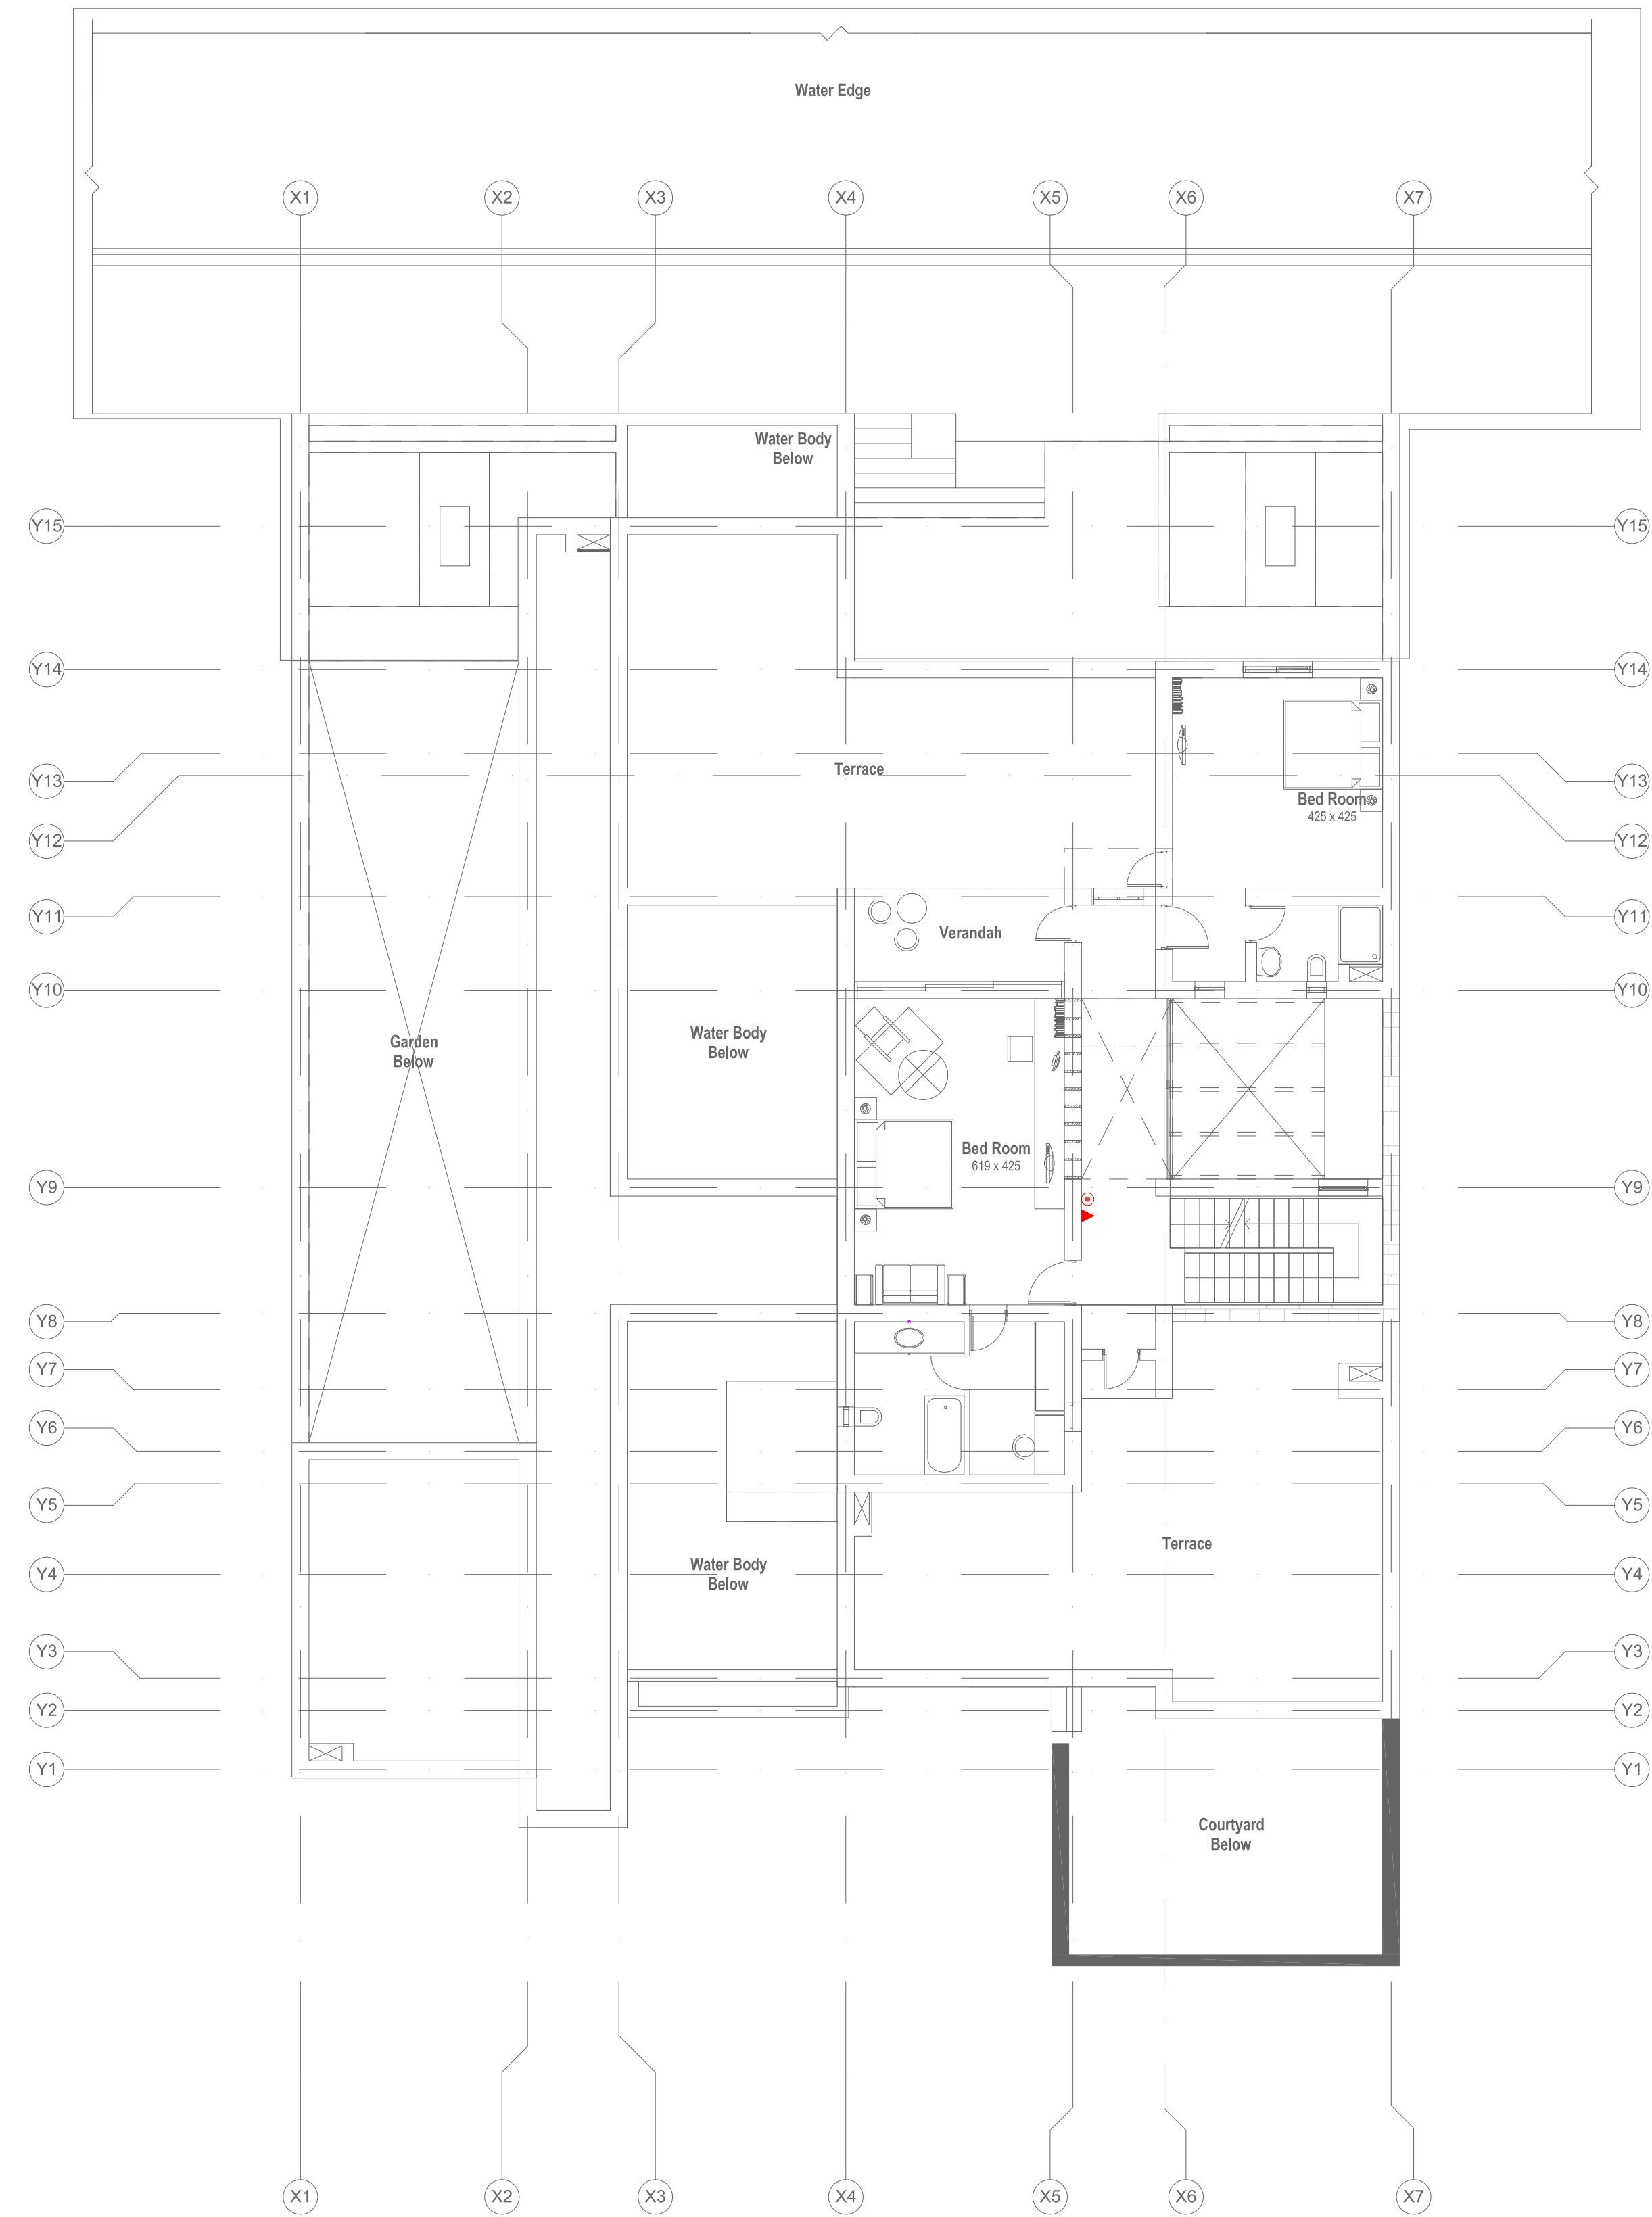 Water Edge
X1 X2 X3 X4 X5 X6 X7
Water Body
Below
Y15 Y15
Y14 Y14
Terrace
Y13 Y13
Bed Room
425 x 425
Y12 Y12
Y11 Y11
Verandah
Y10 Y10
Water Body
Below
Garden
Below
Bed Room
619 x 425
Y9 Y9
Y8 Y8
Y7 Y7
Y6 Y6
Y5 Y5
Terrace
Water Body
Below
Y4 Y4
Y3 Y3
Y2 Y2
Y1 Y1
Courtyard
Below
X1 X2 X3 X4 X5 X6 X7